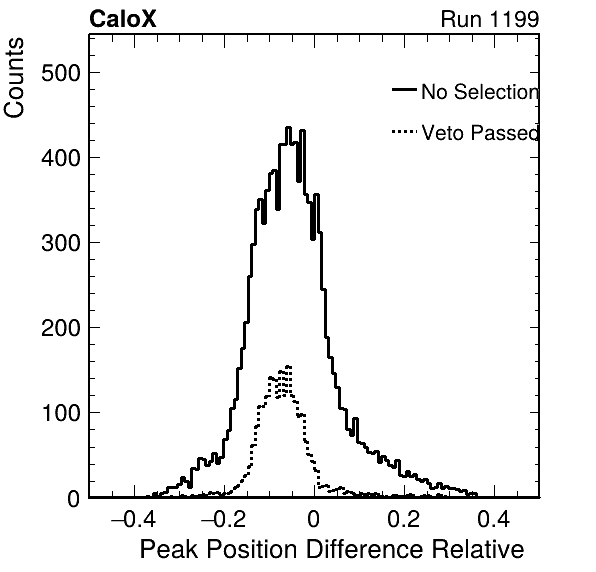 CaloX Run 1199
Counts
500
No Selection
Veto Passed
400
300
200
100
0
−0.4 −0.2 0 0.2 0.4
Peak Position Difference Relative